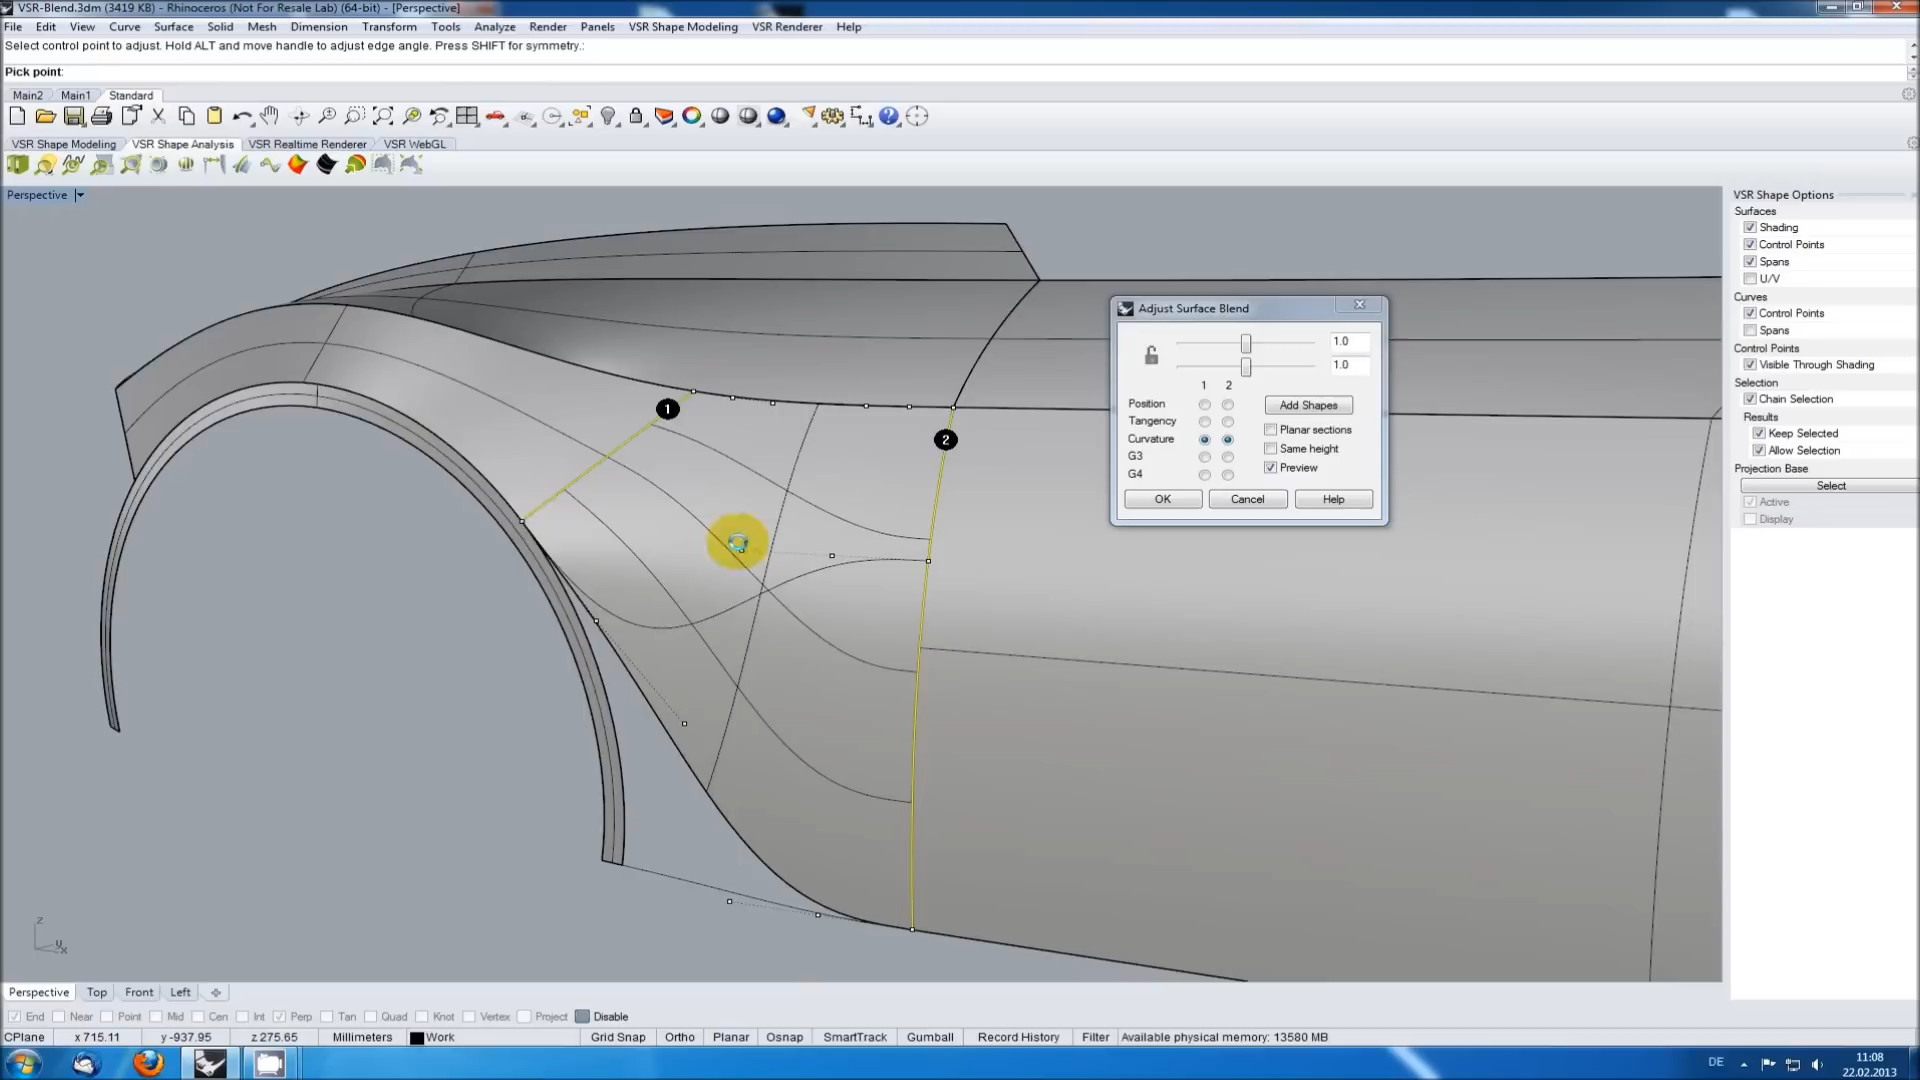 VSR-Blend.3dm (3419 KB) - Rhinoceros (Not For Resale Lab) (64-bit) - [Perspective]
File Edit View Curve Surface Solid Mesh Dimension Transform Tools Analyze Render Panels VSR Shape Modeling VSR Renderer Help
Select control point to adjust. Hold ALT and move handle to adjust edge angle. Press SHIFT for symmetry.:
Pick point:
Main2 Main1 Standard
VSR Shape Modeling VSR Shape Analysis VSR Realtime Renderer VSR WebGL
Perspective
VSR Shape Options
Surfaces
Shading
Control Points
Spans
U/V
Curves
Control Points
Spans
Control Points
Visible Through Shading
Selection
Chain Selection
Results
Keep Selected
Allow Selection
Projection Base
Select
Active
Display
Adjust Surface Blend
1.0
1.0
1 2
Position
Tangency
Curvature
G3
G4
Add Shapes
Planar sections
Same height
Preview
OK Cancel Help
1
2
z
y
x
Perspective Top Front Left
End Near Point Mid Cen Int Perp Tan Quad Knot Vertex Project Disable
CPlane x 715.11 y -937.95 z 275.65 Millimeters Work Grid Snap Ortho Planar Osnap SmartTrack Gumball Record History Filter Available physical memory: 13580 MB
DE
11:08
22.02.2013